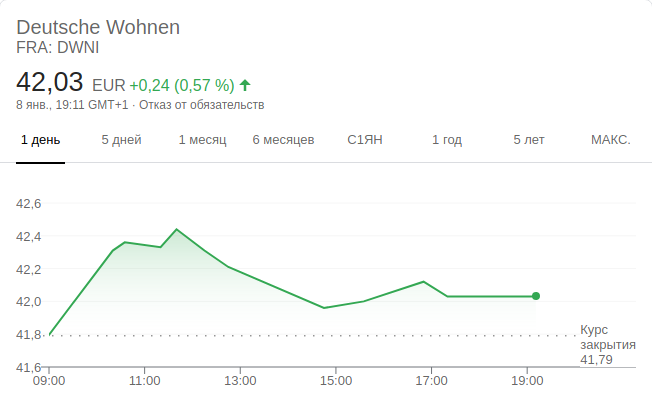 Deutsche Wohnen
FRA: DWNI
42,03 EUR +0,24 (0,57 %)
8 янв., 19:11 GMT+1 · Отказ от обязательств
1 день 5 дней 1 месяц 6 месяцев С1ЯН 1 год 5 лет МАКС.
42,6
42,4
42,2
42,0
41,8
41,6
Курс
закрытия
41,79
09:00 11:00 13:00 15:00 17:00 19:00